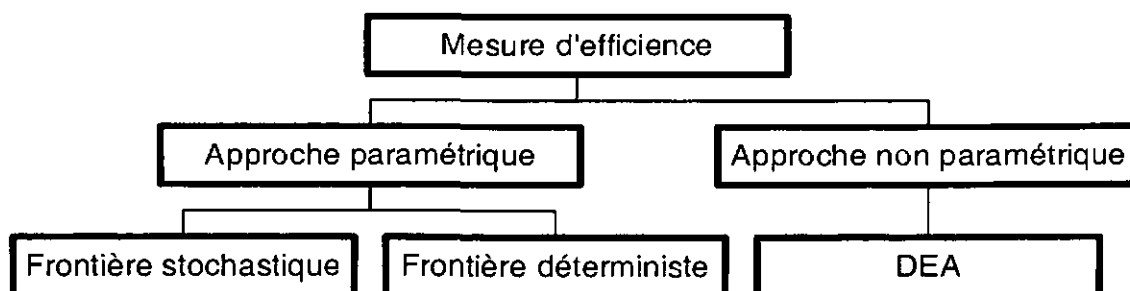 Mesure d'efficience
Approche paramétrique
Approche non paramétrique
Frontière stochastique
Frontière déterministe
DEA